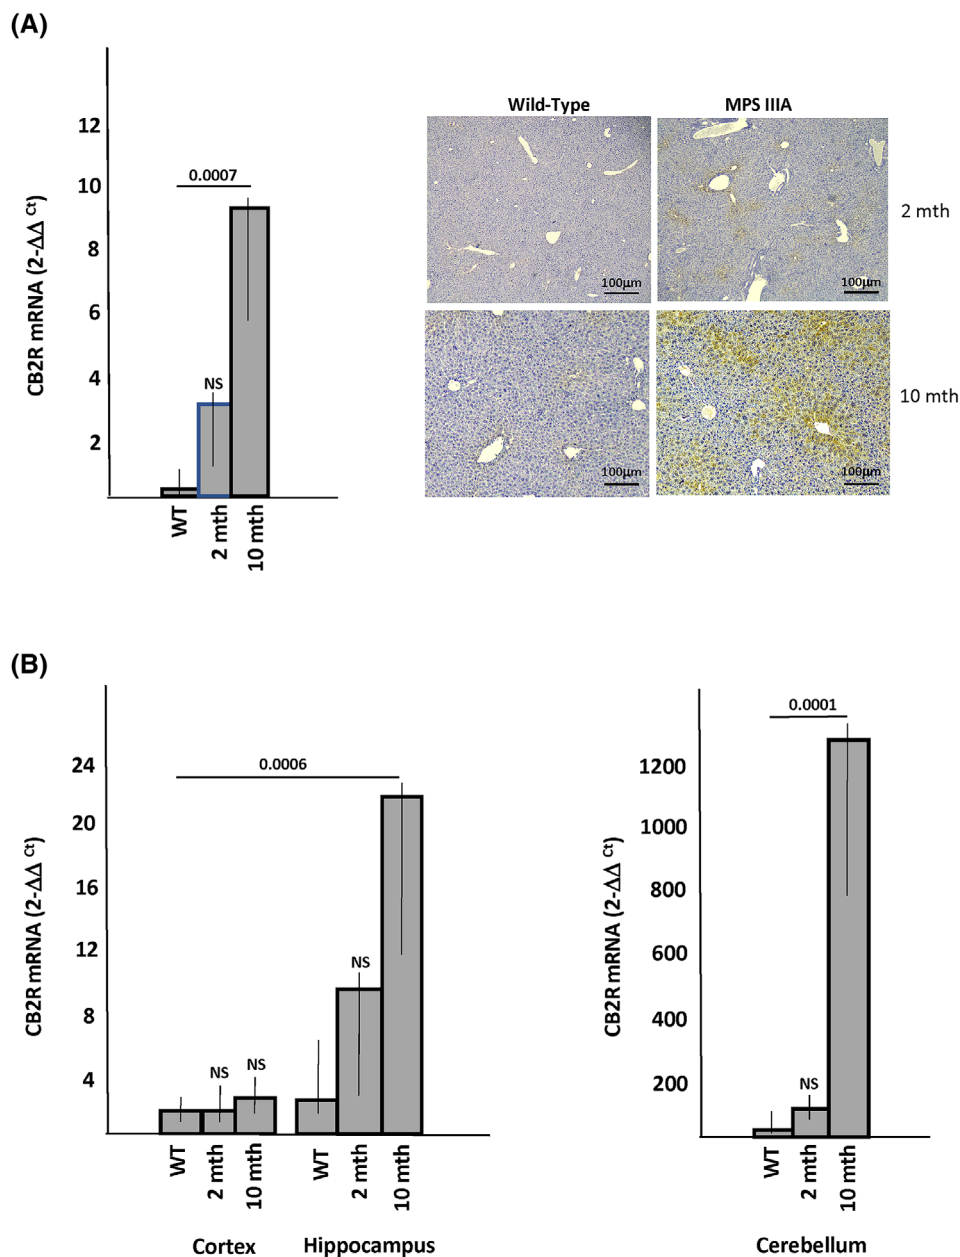 (A)
CB2R mRNA (2-ΔΔ Ct)
12
10
8
6
4
2
0.0007
NS
WT
2 mth
10 mth
Wild-Type
MPS IIIA
100µm
100µm
2 mth
100µm
100µm
10 mth
(B)
CB2R mRNA (2-ΔΔ Ct)
24
20
16
12
8
4
0.0006
NS
NS
NS
WT
2 mth
10 mth
WT
2 mth
10 mth
Cortex
Hippocampus
CB2R mRNA (2-ΔΔ Ct)
1200
1000
800
600
400
200
0.0001
NS
WT
2 mth
10 mth
Cerebellum